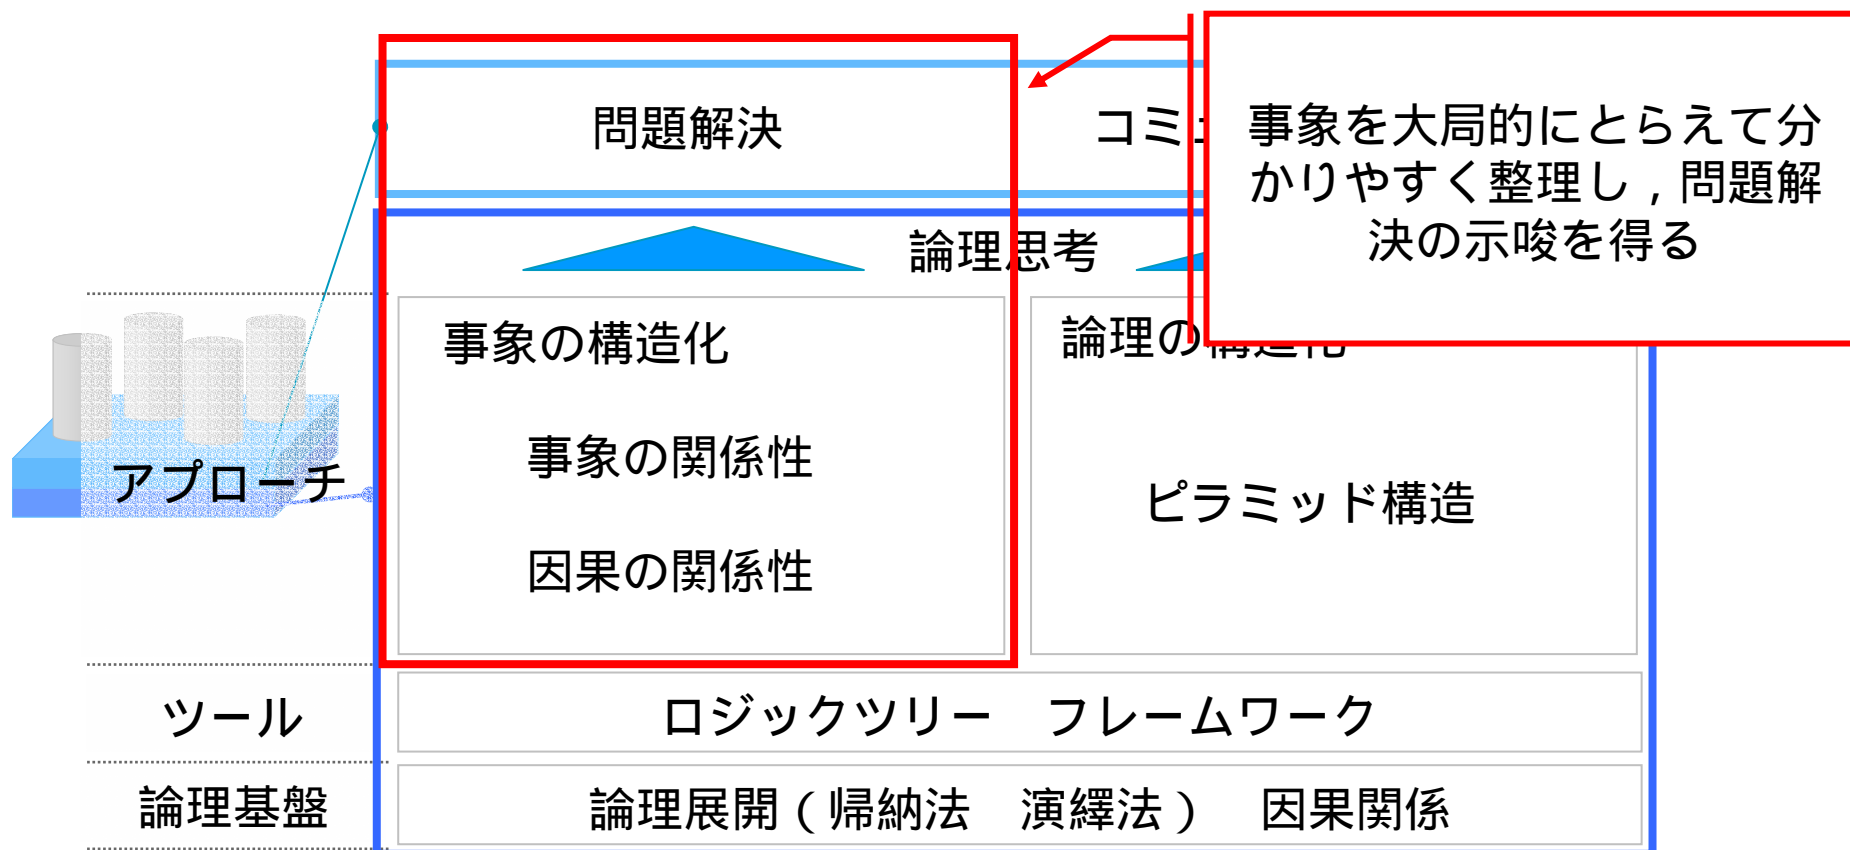 問題解決
コミュ
事象を大局的にとらえて分
かりやすく整理し，問題解
決の示唆を得る
論理思考
事象の構造化
論理の構造化
事象の関係性
アプローチ
ピラミッド構造
因果の関係性
ツール
ロジックツリー　フレームワーク
論理基盤
論理展開（帰納法　演繹法）　因果関係